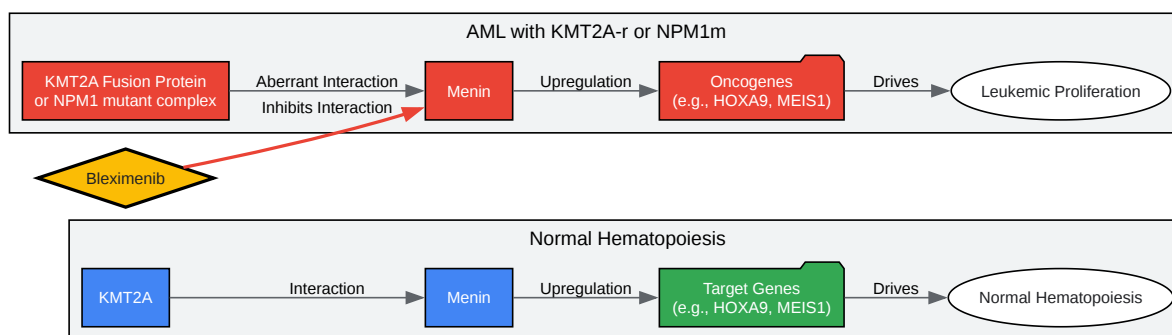 AML with KMT2A-r or NPM1m
KMT2A Fusion Protein
or NPM1 mutant complex
Aberrant Interaction
Inhibits Interaction
Menin
Upregulation
Oncogenes
(e.g., HOXA9, MEIS1)
Drives
Leukemic Proliferation
Bleximenib
Normal Hematopoiesis
KMT2A
Interaction
Menin
Upregulation
Target Genes
(e.g., HOXA9, MEIS1)
Drives
Normal Hematopoiesis